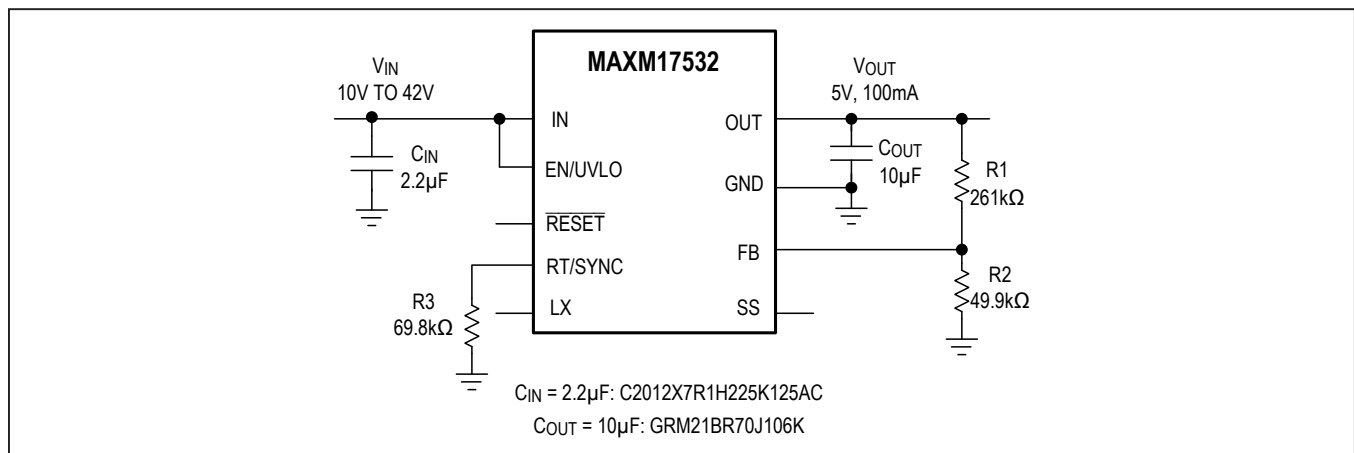 MAXM17532
VIN
10V TO 42V
IN
EN/UVLO
RESET
RT/SYNC
LX
OUT
GND
FB
SS
CIN
2.2µF
R3
69.8kΩ
VOUT
5V, 100mA
COUT
10µF
R1
261kΩ
R2
49.9kΩ
CIN = 2.2µF: C2012X7R1H225K125AC
COUT = 10µF: GRM21BR70J106K